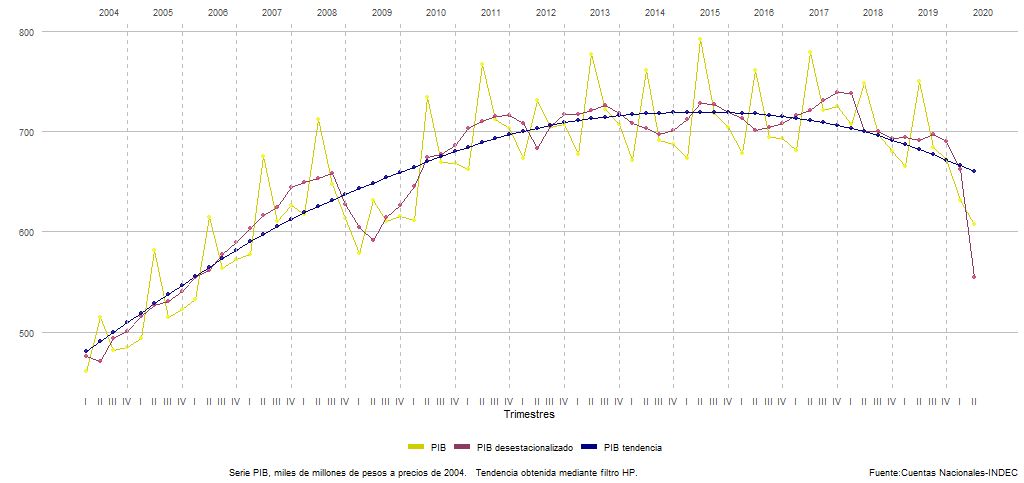 2004 2005 2006 2007 2008 2009 2010 2011 2012 2013 2014 2015 2016 2017 2018 2019 2020
800
700
600
500
I II III IV I II III IV I II III IV I II III IV I II III IV I II III IV I II III IV I II III IV I II III IV I II III IV I II III IV I II III IV I II III IV I II III IV I II III IV I II III IV I II
Trimestres
PIB PIB desestacionalizado PIB tendencia
Serie PIB, miles de millones de pesos a precios de 2004. Tendencia obtenida mediante filtro HP. Fuente:Cuentas Nacionales-INDEC